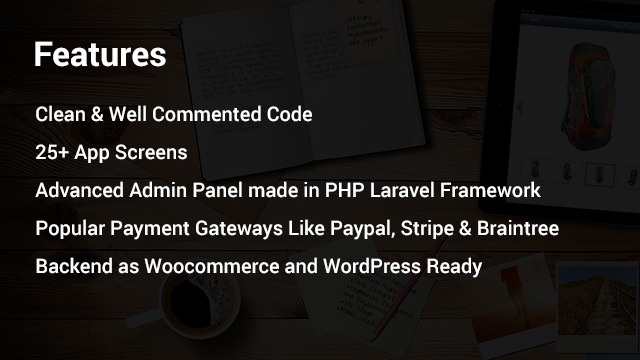 Features
Clean & Well Commented Code
25+ App Screens
Advanced Admin Panel made in PHP Laravel Framework
Popular Payment Gateways Like Paypal, Stripe & Braintree
Backend as Woocommerce and WordPress Ready